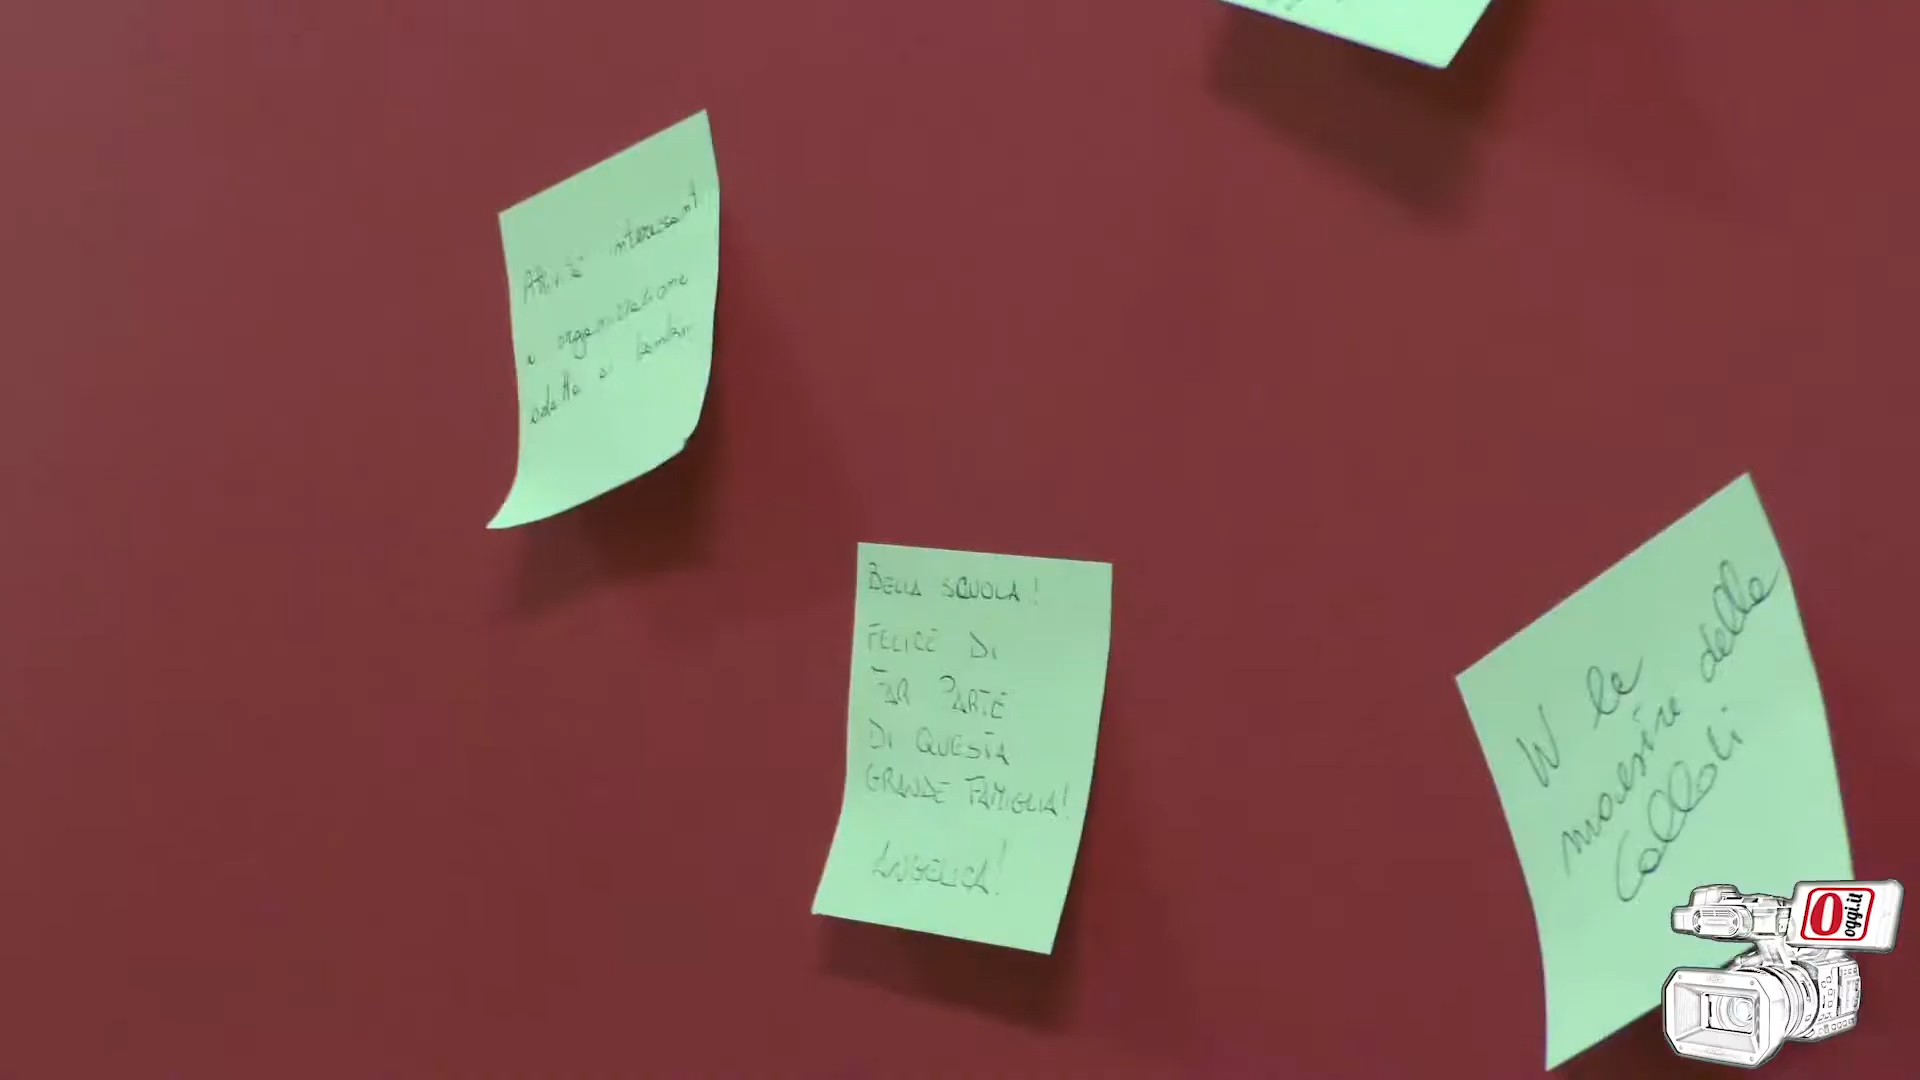 Attività interessanti
e organizzazione
adatta ai bambini
BELLA SCUOLA!
FELICE DI
FAR PARTE
DI QUESTA
GRANDE FAMIGLIA!
ANGELICA!
W le
maestre della
Collodi
Oggi.it